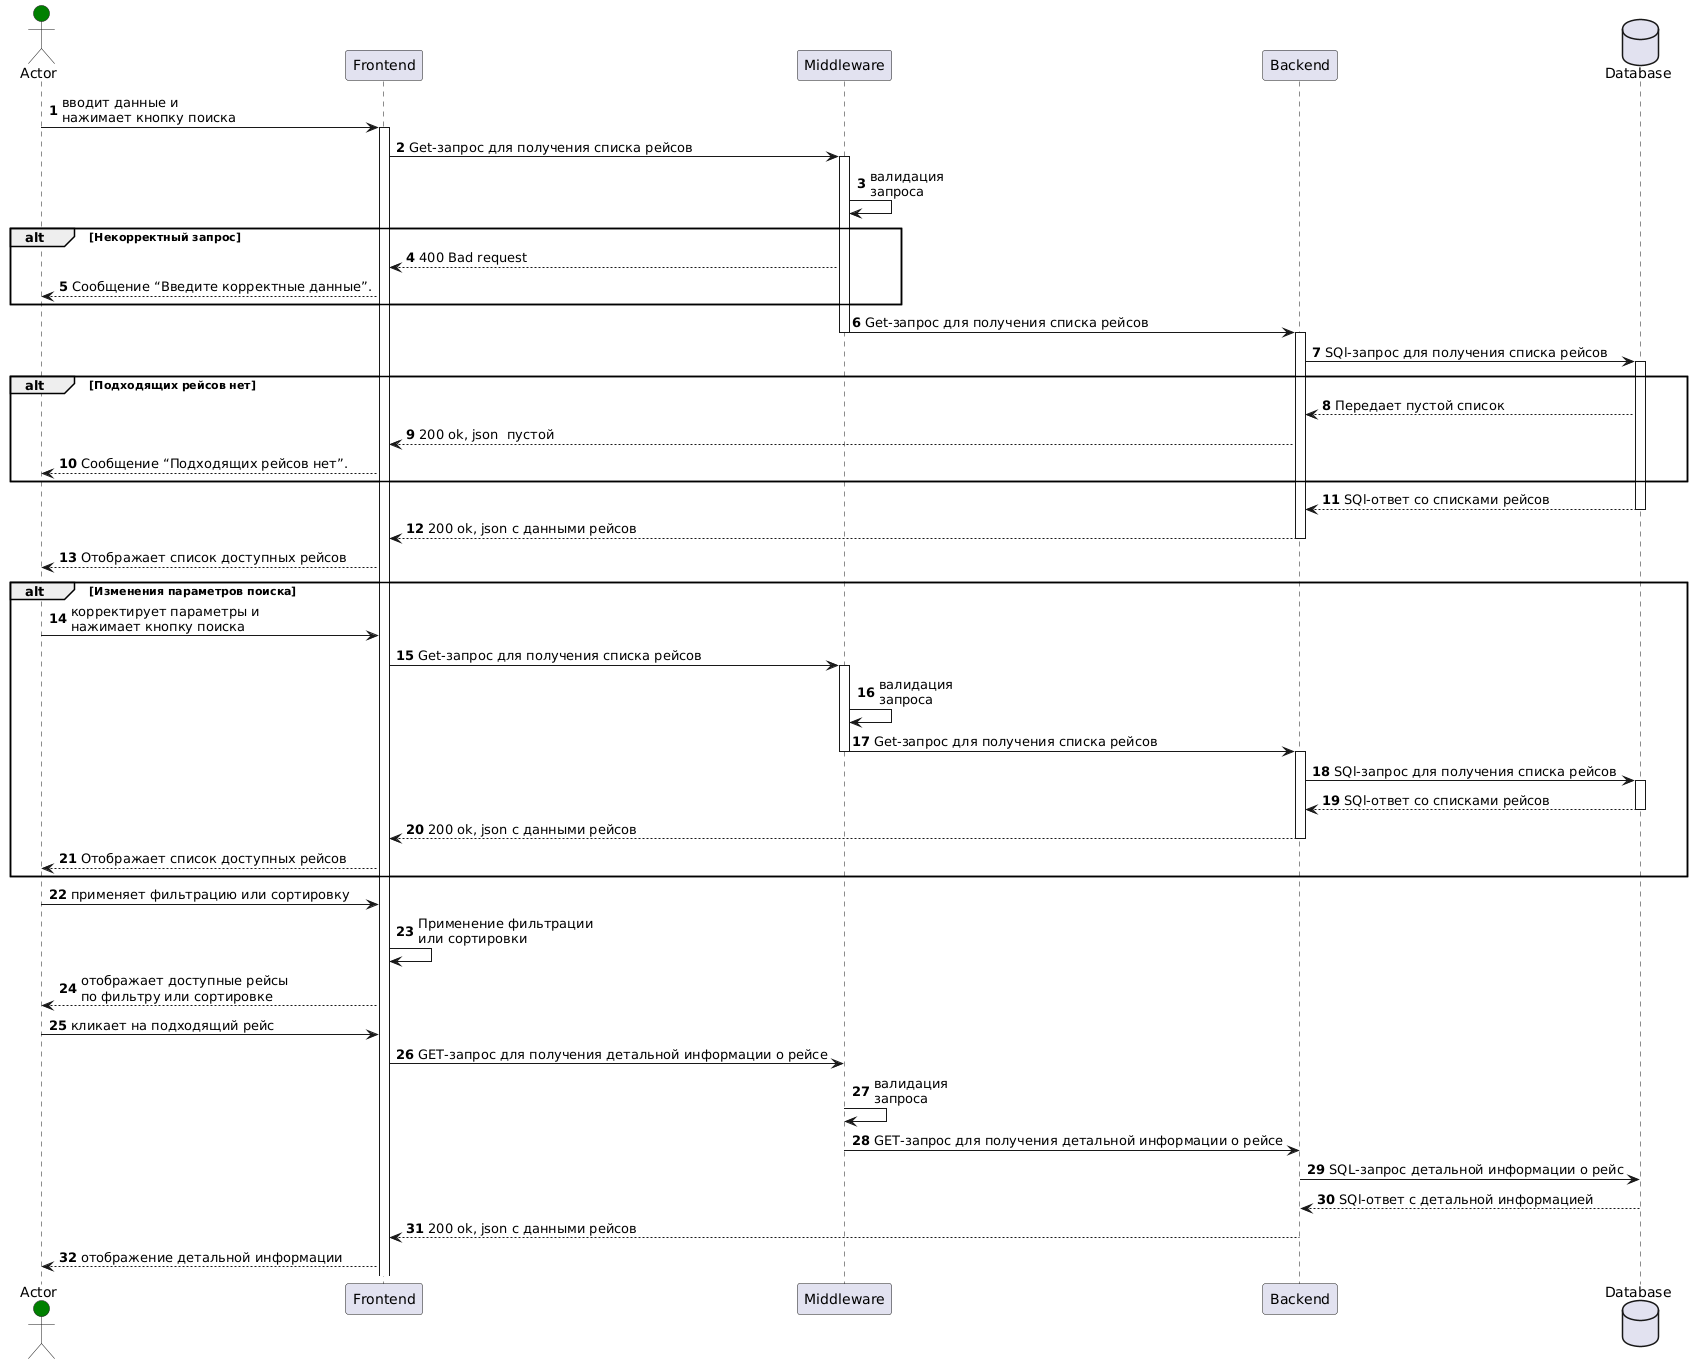 Actor
Frontend
Middleware
Backend
Database
1 вводит данные и
нажимает кнопку поиска
2 Get-запрос для получения списка рейсов
3 валидация
запроса
alt [Некорректный запрос]
4 400 Bad request
5 Сообщение “Введите корректные данные”.
6 Get-запрос для получения списка рейсов
7 SQl-запрос для получения списка рейсов
alt [Подходящих рейсов нет]
8 Передает пустой список
9 200 ok, json  пустой
10 Сообщение “Подходящих рейсов нет”.
11 SQl-ответ со списками рейсов
12 200 ok, json с данными рейсов
13 Отображает список доступных рейсов
alt [Изменения параметров поиска]
14 корректирует параметры и
нажимает кнопку поиска
15 Get-запрос для получения списка рейсов
16 валидация
запроса
17 Get-запрос для получения списка рейсов
18 SQl-запрос для получения списка рейсов
19 SQl-ответ со списками рейсов
20 200 ok, json с данными рейсов
21 Отображает список доступных рейсов
22 применяет фильтрацию или сортировку
23 Применение фильтрации
или сортировки
24 отображает доступные рейсы
по фильтру или сортировке
25 кликает на подходящий рейс
26 GET-запрос для получения детальной информации о рейсе
27 валидация
запроса
28 GET-запрос для получения детальной информации о рейсе
29 SQL-запрос детальной информации о рейс
30 SQl-ответ с детальной информацией
31 200 ok, json с данными рейсов
32 отображение детальной информации
Actor
Frontend
Middleware
Backend
Database